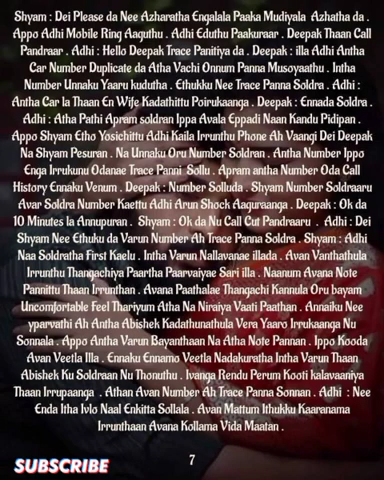 Shyam : Dei Please da Nee Azharatha Engalala Paaka Mudiyala Azhatha da .
Appo Adhi Mobile Ring Aaguthu . Adhi Eduthu Paakuraar . Deepak Thaan Call
Pandraar . Adhi : Hello Deepak Trace Panitiya da . Deepak : illa Adhi Antha
Car Number Duplicate da Atha Vachi Onnum Panna Musoyaathu . Intha
Number Unnaku Yaaru kudutha . Ethukku Nee Trace Panna Soldra . Adhi :
Antha Car la Thaan En Wife Kadathittu Poirukaanga . Deepak : Ennada Soldra .
Adhi : Atha Pathi Apram soldran Ippa Avala Eppadi Naan Kandu Pidipan .
Appo Shyam Etho Yosichittu Adhi Kaila Irrunthu Phone Ah Vaangi Dei Deepak
Na Shyam Pesuran . Na Unnaku Oru Number Soldran . Antha Number Ippo
Enga Irrukunu Odanae Trace Panni Sollu . Apram antha Number Oda Call
History Ennaku Venum . Deepak : Number Solluda . Shyam Number Soldraaru
Avar Soldra Number Kaettu Adhi Arun Shock Aaguraanga . Deepak : Ok da
10 Minutes la Annupuran . Shyam : Ok da Nu Call Cut Pandraaru . Adhi : Dei
Shyam Nee Ethuku da Varun Number Ah Trace Panna Soldra . Shyam : Adhi
Naa Soldratha First Kaelu . Intha Varun Nallavanae illada . Avan Vanthathula
Irrunthu Thangachiya Paartha Paarvaiyae Sari illa . Naanum Avana Note
Pannittu Thaan Irrunthan . Avana Paathalae Thangachi Kannula Oru bayam
Uncomfortable Feel Thariyum Atha Na Niraiya Vaati Paathan . Annaiku Nee
yparvathi Ah Antha Abishek Kadathunathula Vera Yaaro Irrukaanga Nu
Sonnala . Appo Antha Varun Bayanthaan Na Atha Note Pannan . Ippo Kooda
Avan Veetla Illa . Ennaku Ennamo Veetla Nadakuratha Intha Varun Thaan
Abishek Ku Soldraan Nu Thonuthu . Ivanga Rendu Perum Kooti kalavaaniya
Thaan Irrupaanga . Athan Avan Number Ah Trace Panna Sonnan . Adhi : Nee
Enda Itha Ivlo Naal Enkitta Sollala . Avan Mattum Ithukku Kaaranama
Irrunthaan Avana Kollama Vida Maatan .
SUBSCRIBE
7